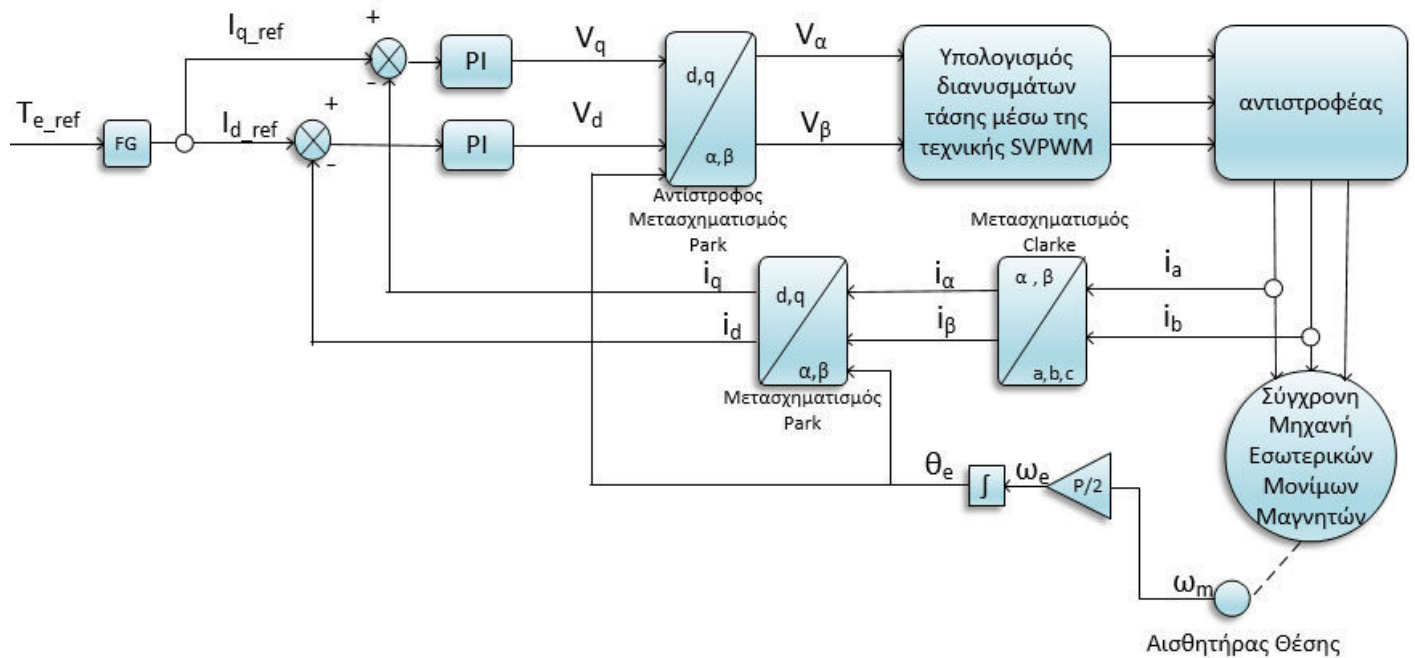 I_q_ref
+
-
PI
V_q
d,q
α,β
V_α
V_β
Υπολογισμός
διανυσμάτων
τάσης μέσω της
τεχνικής SVPWM
αντιστροφέας
T_e_ref
FG
I_d_ref
+
-
PI
V_d
Αντίστροφος
Μετασχηματισμός
Park
Μετασχηματισμός
Clarke
i_q
i_d
d,q
α,β
i_α
i_β
α , β
a,b,c
i_a
i_b
Μετασχηματισμός
Park
Σύγχρονη
Μηχανή
Εσωτερικών
Μονίμων
Μαγνητών
θ_e
∫
ω_e
P/2
ω_m
Αισθητήρας Θέσης